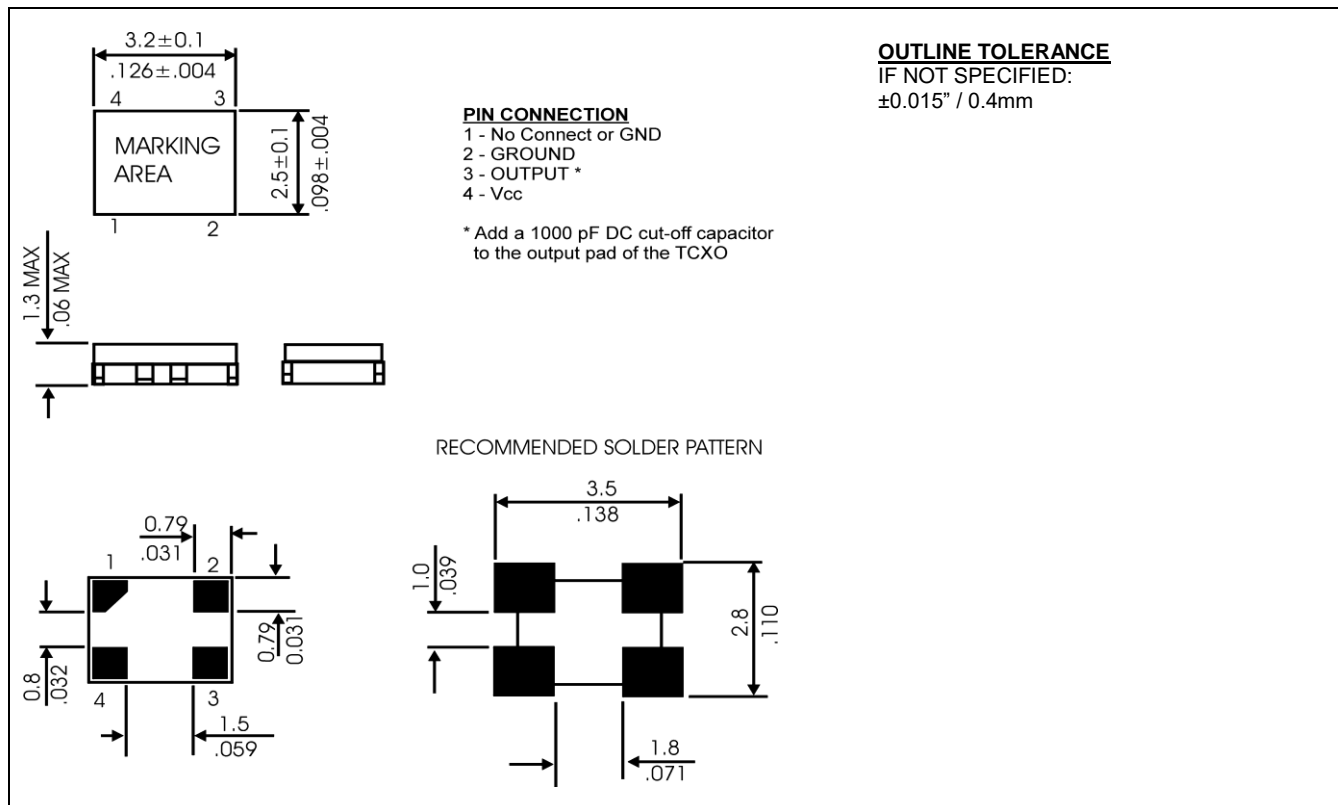 3.2±0.1
.126±.004
4 3
MARKING
AREA
1 2
2.5±0.1
.098±.004
PIN CONNECTION
1 - No Connect or GND
2 - GROUND
3 - OUTPUT *
4 - Vcc
* Add a 1000 pF DC cut-off capacitor
to the output pad of the TCXO
OUTLINE TOLERANCE
IF NOT SPECIFIED:
±0.015” / 0.4mm
1.3 MAX
.06 MAX
RECOMMENDED SOLDER PATTERN
0.79
.031
1 2
0.79
0.031
0.8
.032
4 3
1.5
.059
3.5
.138
1.0
.039
2.8
.110
1.8
.071